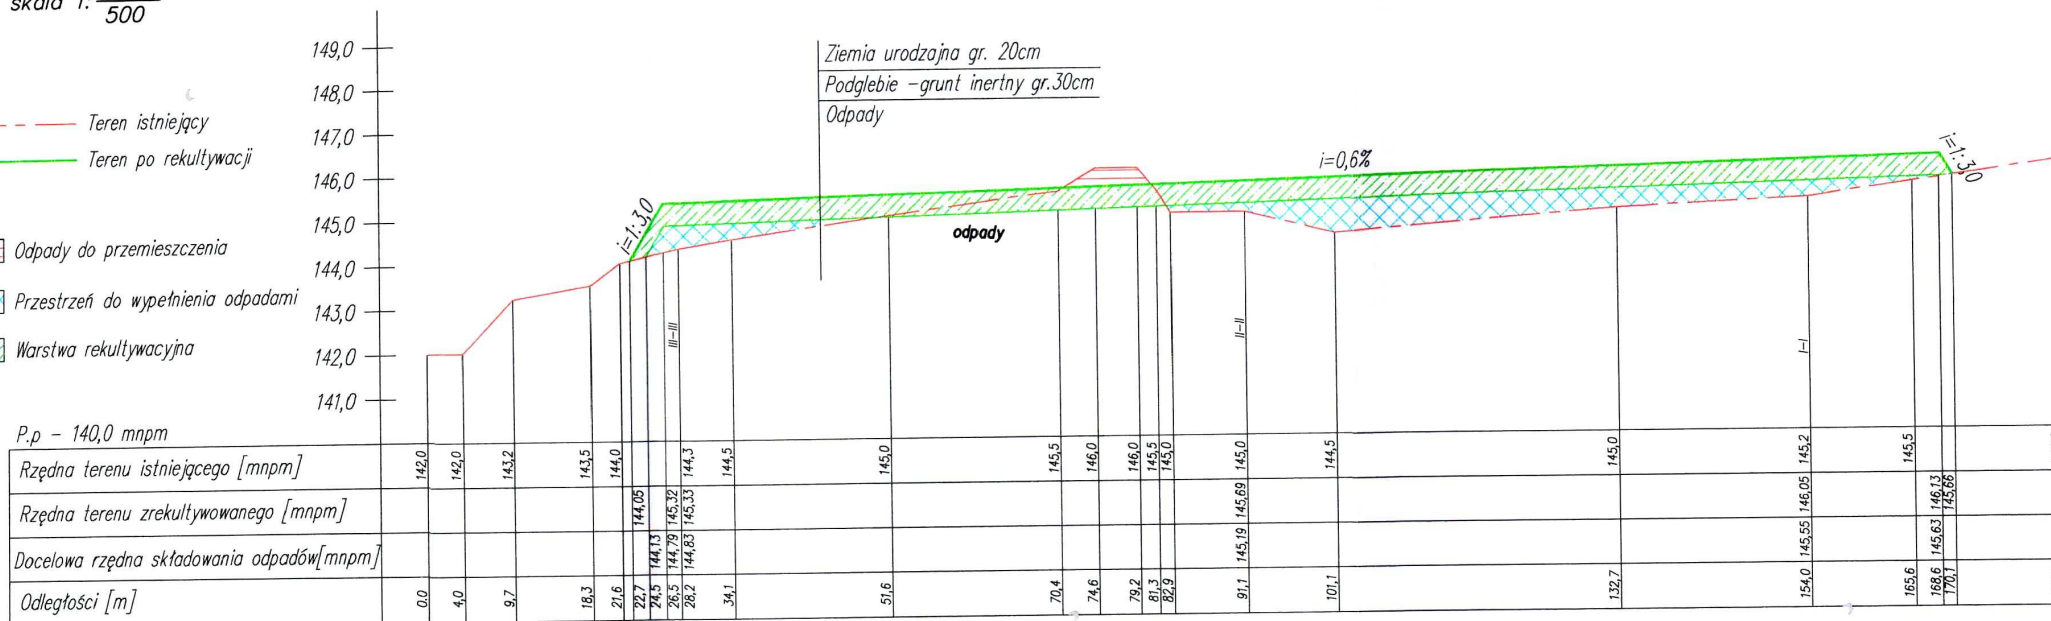 skala 1:
500
149,0
148,0
147,0
146,0
145,0
144,0
143,0
142,0
141,0
Teren istniejący
Teren po rekultywacji
Odpady do przemieszczenia
Przestrzeń do wypełnienia odpadami
Warstwa rekultywacyjna
Ziemia urodzajna gr. 20cm
Podglebie -grunt inertny gr.30cm
Odpady
i=1:3,0
odpady
i=0,6%
i=1:3,0
III-III
II-II
I-I
P.p - 140,0 mnpm
Rzędna terenu istniejącego [mnpm] 142,0 142,0 143,2 143,5 144,0 144,3 144,5 145,0 145,5 146,0 146,0 145,5 145,0 145,0 144,5 145,0 145,2 145,5
Rzędna terenu zrekultywowanego [mnpm] 144,05 145,32 145,33 145,69 146,05 146,13 145,66
Docelowa rzędna składowania odpadów[mnpm] 144,13 144,79 144,83 145,19 145,55 145,63
Odległości [m] 0.0 4,0 9,7 18,3 21,6 22,7 24,5 26,5 28,2 34,1 51,6 70,4 74,6 79,2 81,3 82,9 91,1 101,1 132,7 154,0 165,6 168,6 170,1